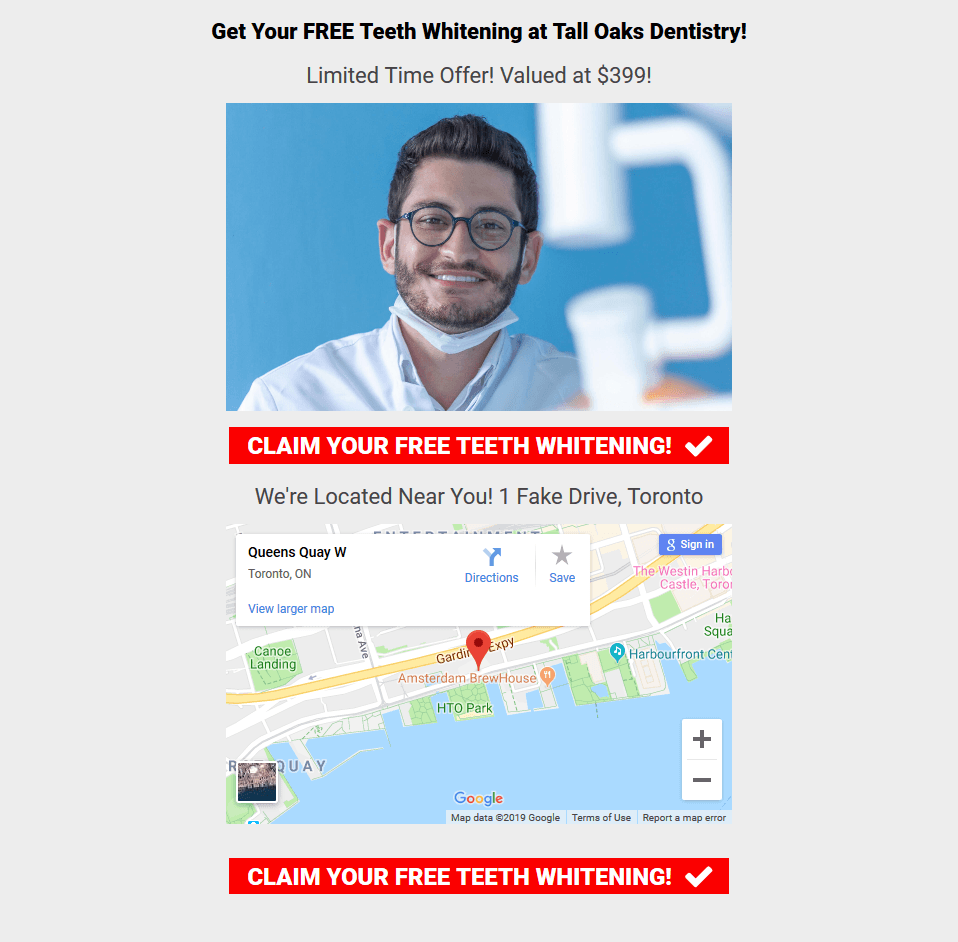 Get Your FREE Teeth Whitening at Tall Oaks Dentistry!
Limited Time Offer! Valued at $399!
CLAIM YOUR FREE TEETH WHITENING!
We're Located Near You! 1 Fake Drive, Toronto
ENTERTAINMENT
Queens Quay W
Toronto, ON
View larger map
Directions
Save
Sign in
The Westin Harbo
Castle, Toron
Ha
Squa
na Ave
Canoe
Landing
Expy
Harbourfront Cent
Amsterdam BrewHouse
HTO Park
QUAY
Google
Map data ©2019 Google
Terms of Use
Report a map error
CLAIM YOUR FREE TEETH WHITENING!